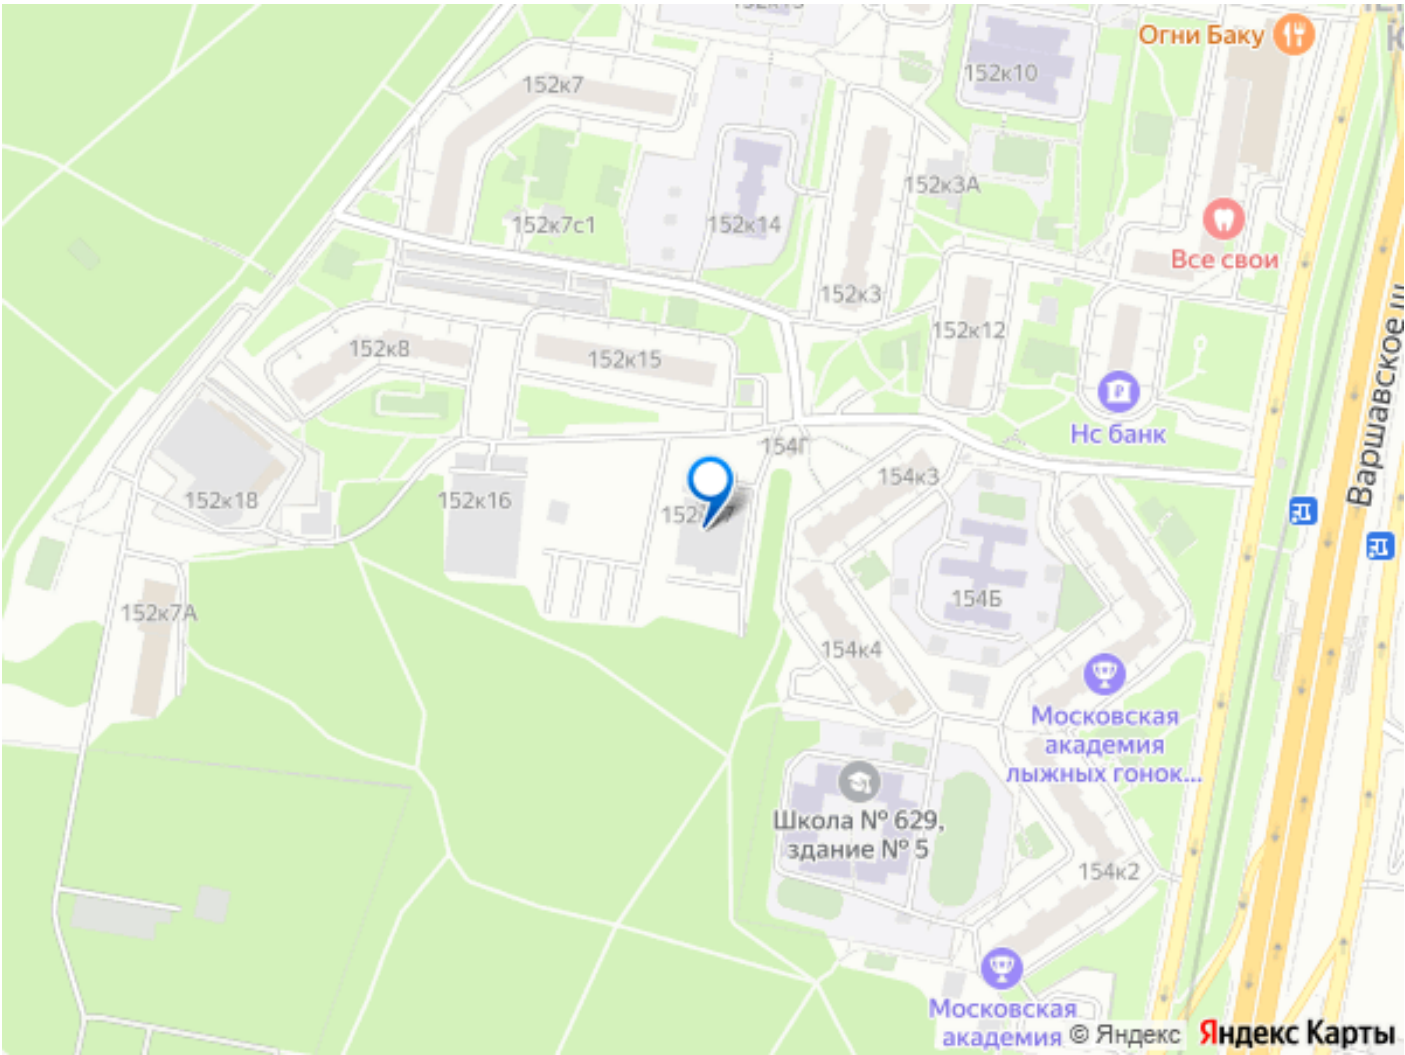 Огни Баку
152к10
152к7
152к3А
152к7с1
152к14
Все свои
152к3
152к12
152к8
152к15
Варшавское ш
Нс банк
154Г
154к3
152к18
152к16
154Б
152к7А
154к4
Московская
академия
лыжных гонок...
Школа № 629,
здание № 5
154к2
Московская
академия
© Яндекс
Яндекс Карты